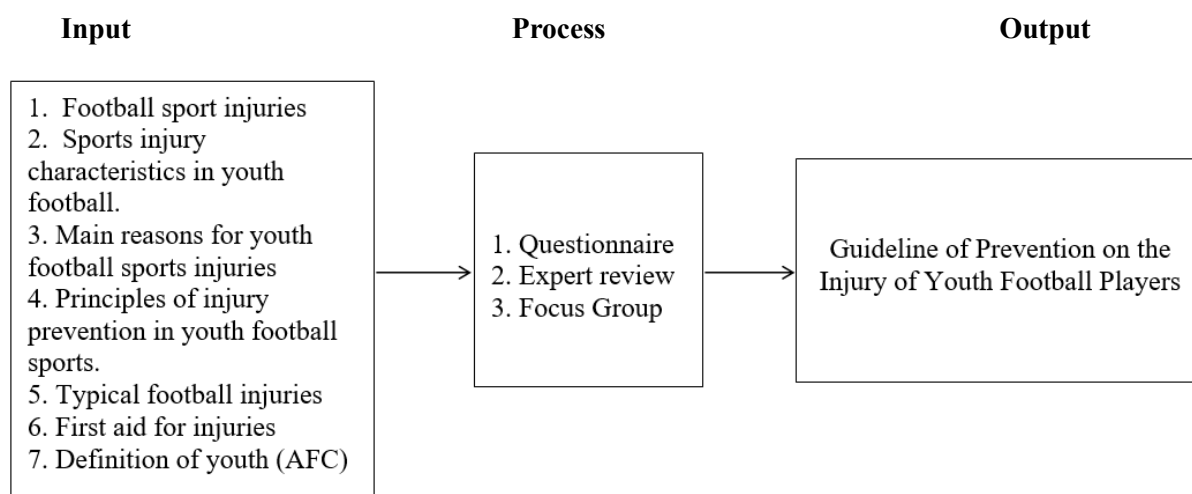 Input
Process
Output
1. Football sport injuries
2. Sports injury
characteristics in youth
football.
3. Main reasons for youth
football sports injuries
4. Principles of injury
prevention in youth football
sports.
5. Typical football injuries
6. First aid for injuries
7. Definition of youth (AFC)
1. Questionnaire
2. Expert review
3. Focus Group
Guideline of Prevention on the
Injury of Youth Football Players